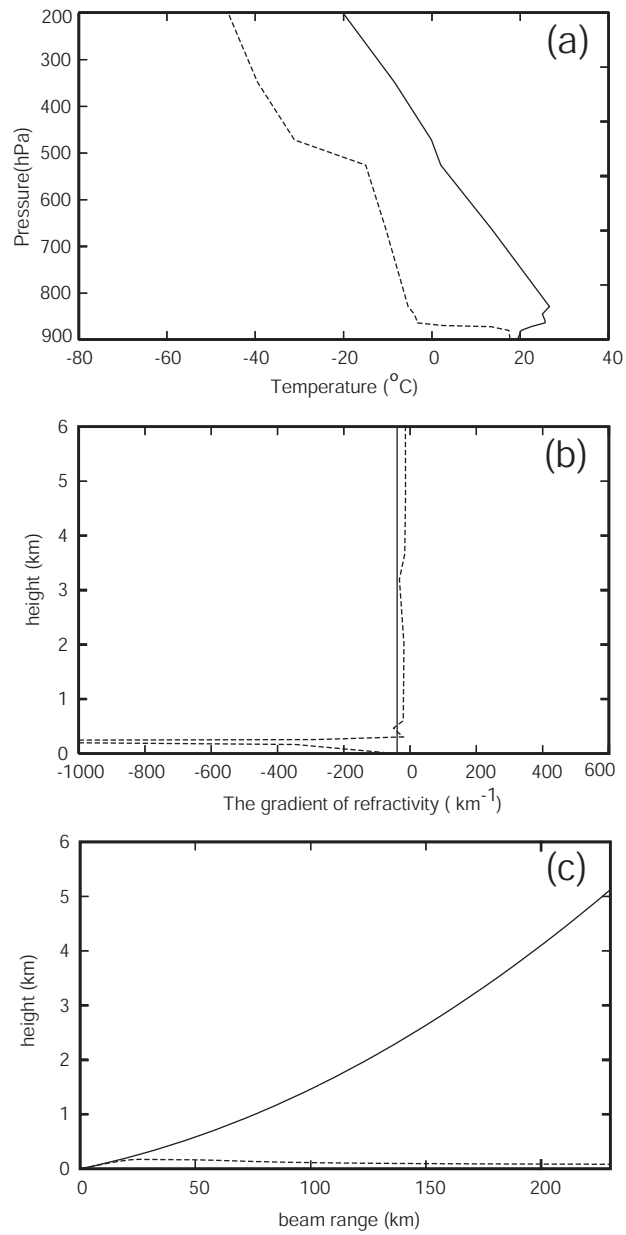 200
(a)
300
400
500
600
700
800
900
Pressure(hPa)
-80 -60 -40 -20 0 20 40
Temperature (°C)
6
(b)
5
4
3
2
1
0
height (km)
-1000 -800 -600 -400 -200 0 200 400 600
The gradient of refractivity ( km-1)
6
(c)
5
4
3
2
1
0
height (km)
0 50 100 150 200
beam range (km)